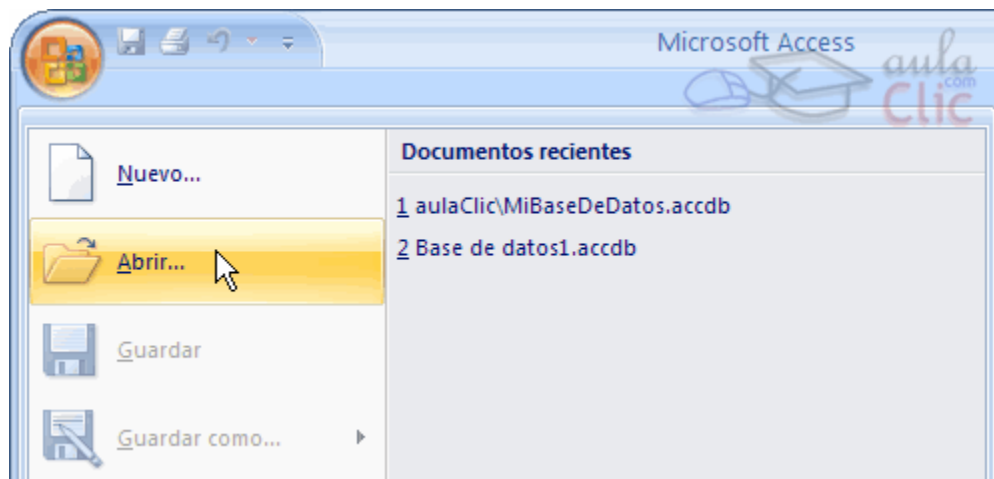 Microsoft Access
aula
.com
Clic
Nuevo...
Abrir...
Guardar
Guardar como...
Documentos recientes
1 aulaClic\MiBaseDeDatos.accdb
2 Base de datos1.accdb